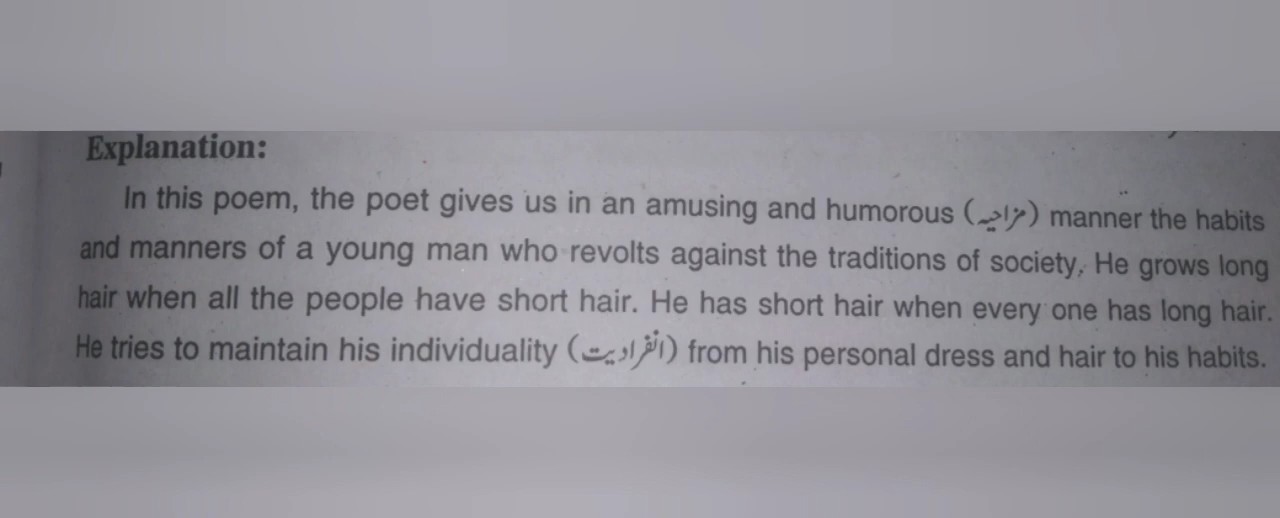 Explanation:
In this poem, the poet gives us in an amusing and humorous (مزاحیہ) manner the habits
and manners of a young man who revolts against the traditions of society, He grows long
hair when all the people have short hair. He has short hair when every one has long hair.
He tries to maintain his individuality (انفرادیت) from his personal dress and hair to his habits.